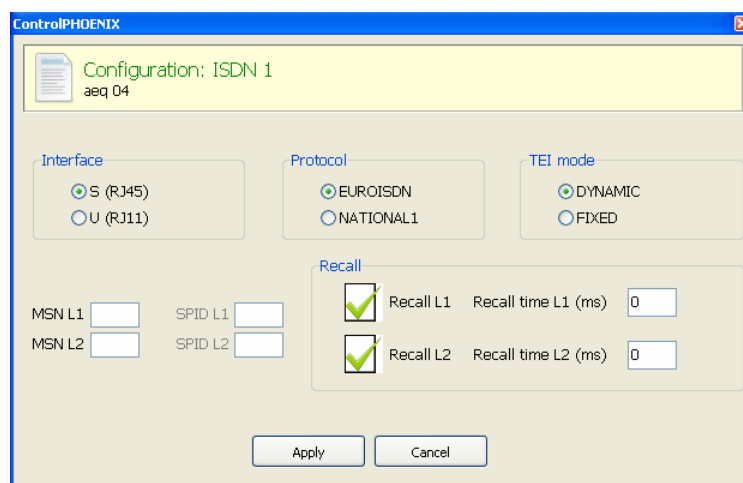 ControlPHOENIX
Configuration: ISDN 1
aeq 04
Interface
S (RJ45)
U (RJ11)
Protocol
EUROISDN
NATIONAL1
TEI mode
DYNAMIC
FIXED
MSN L1
SPID L1
MSN L2
SPID L2
Recall
Recall L1 Recall time L1 (ms) 0
Recall L2 Recall time L2 (ms) 0
Apply
Cancel